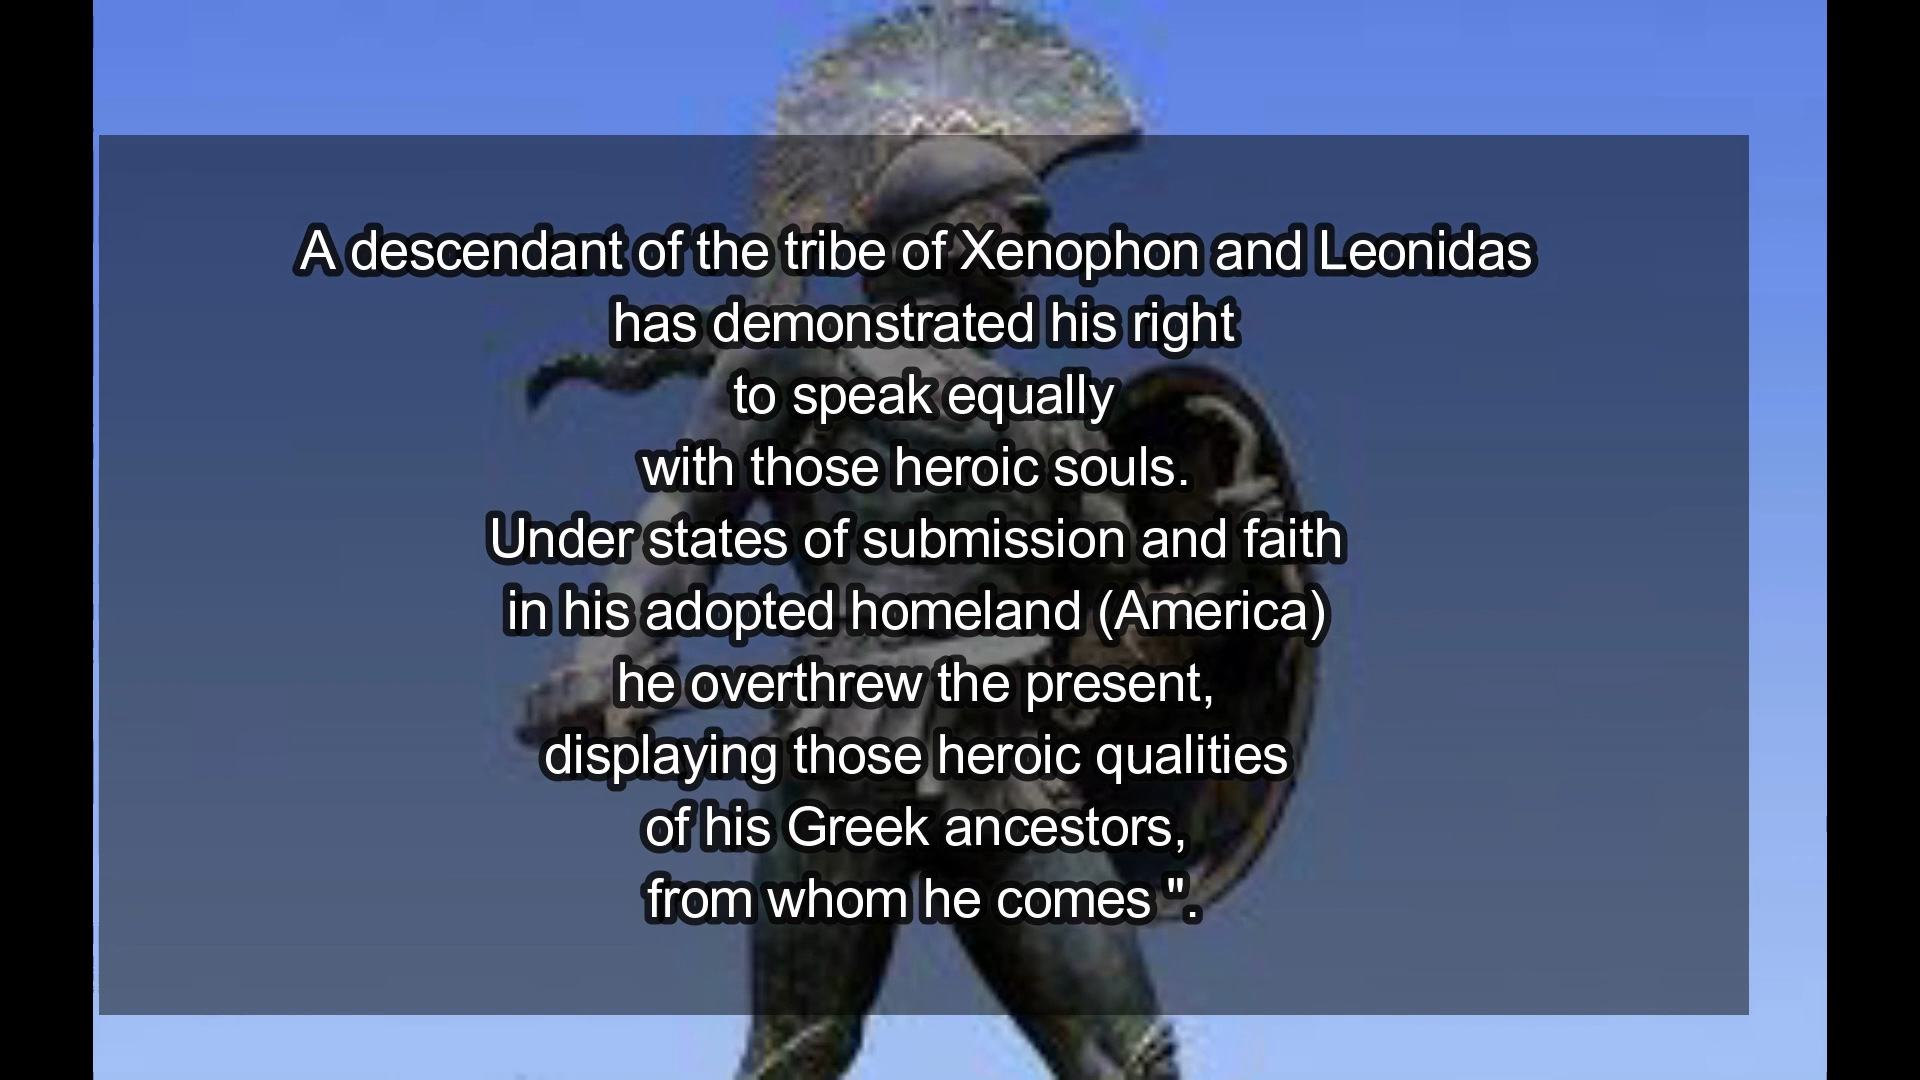 A descendant of the tribe of Xenophon and Leonidas
has demonstrated his right
to speak equally
with those heroic souls.
Under states of submission and faith
in his adopted homeland (America)
he overthrew the present,
displaying those heroic qualities
of his Greek ancestors,
from whom he comes ".